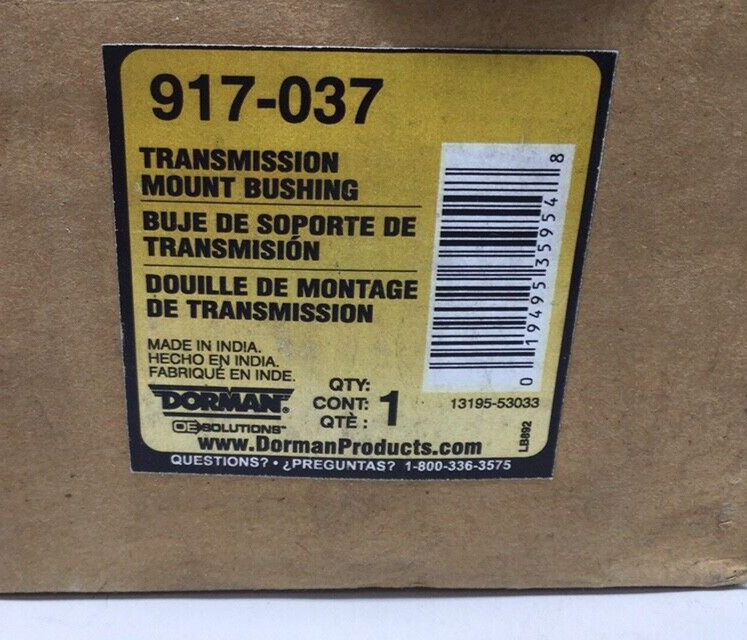 917-037
TRANSMISSION
MOUNT BUSHING
BUJE DE SOPORTE DE
TRANSMISIÓN
DOUILLE DE MONTAGE
DE TRANSMISSION
MADE IN INDIA.
HECHO EN INDIA.
FABRIQUÉ EN INDE.
DORMAN®
OE SOLUTIONS™
QTY:
CONT: 1
QTÈ :
0 19495 35954 8
13195-53033
LB892
www.DormanProducts.com
QUESTIONS? • ¿PREGUNTAS? 1-800-336-3575